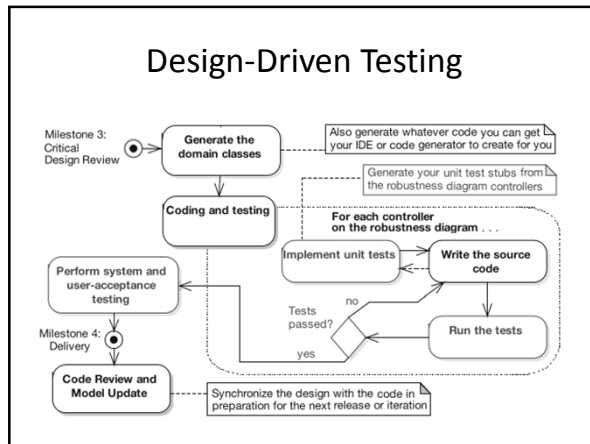 Design-Driven Testing
Milestone 3:
Critical
Design Review
Generate the
domain classes
Also generate whatever code you can get
your IDE or code generator to create for you
Generate your unit test stubs from
the robustness diagram controllers
Coding and testing
For each controller
on the robustness diagram . . .
Implement unit tests
Write the source
code
Perform system and
user-acceptance
testing
no
Tests
passed?
yes
Run the tests
Milestone 4:
Delivery
Code Review and
Model Update
Synchronize the design with the code in
preparation for the next release or iteration